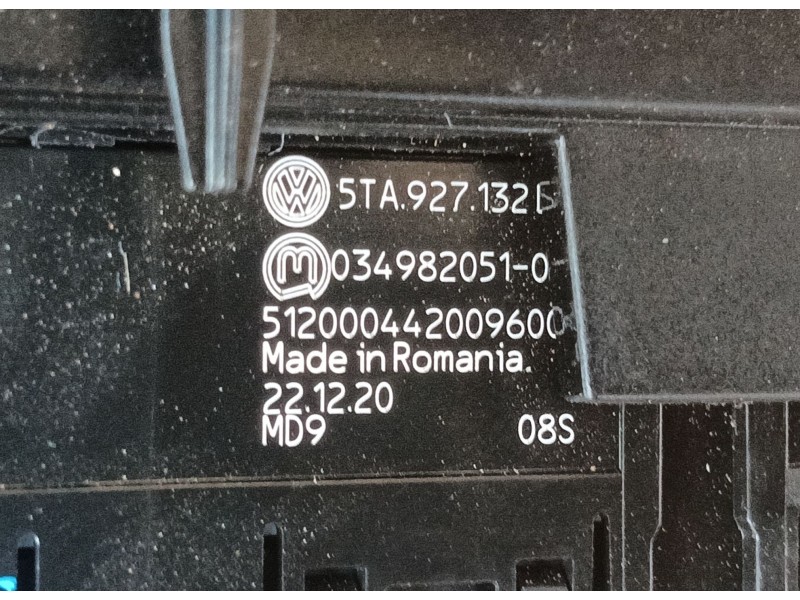 5TA.927.132
034982051-0
512000442009600
Made in Romania.
22.12.20
MD9 08S